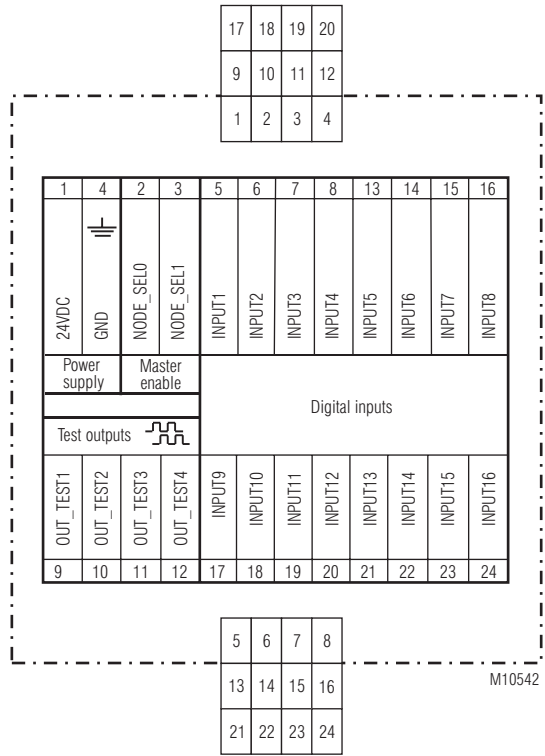 17 18 19 20
9 10 11 12
1 2 3 4
1 4 2 3 5 6 7 8 13 14 15 16
24VDC GND NODE_SEL0 NODE_SEL1 INPUT1 INPUT2 INPUT3 INPUT4 INPUT5 INPUT6 INPUT7 INPUT8
Power supply
Master enable
Digital inputs
Test outputs
OUT_TEST1 OUT_TEST2 OUT_TEST3 OUT_TEST4 INPUT9 INPUT10 INPUT11 INPUT12 INPUT13 INPUT14 INPUT15 INPUT16
9 10 11 12 17 18 19 20 21 22 23 24
5 6 7 8
13 14 15 16
M10542
21 22 23 24